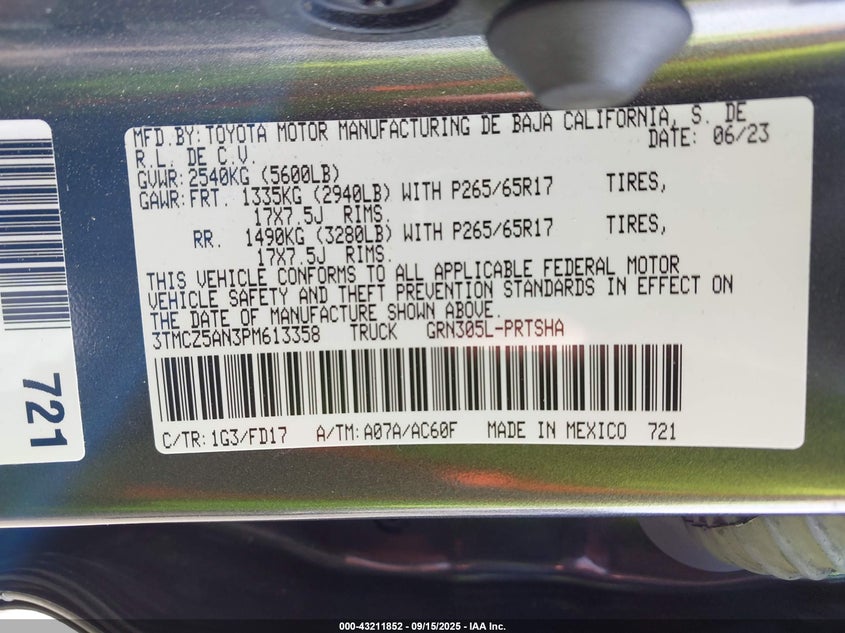 MFD.BY:TOYOTA MOTOR MANUFACTURING DE BAJA CALIFORNIA, S. DE
R.L. DE C.V. DATE: 06/23
GVWR:2540KG (5600LB)
GAWR:FRT. 1335KG (2940LB) WITH P265/65R17 TIRES,
17X7.5J RIMS.
RR. 1490KG (3280LB) WITH P265/65R17 TIRES,
17X7.5J RIMS.
THIS VEHICLE CONFORMS TO ALL APPLICABLE FEDERAL MOTOR
VEHICLE SAFETY AND THEFT PREVENTION STANDARDS IN EFFECT ON
THE DATE OF MANUFACTURE SHOWN ABOVE.
3TMCZ5AN3PM613358 TRUCK GRN305L-PRTSHA
C/TR:1G3/FD17 A/TM:A07A/AC60F MADE IN MEXICO 721
721
000-43211852 - 09/15/2025 - IAA Inc.